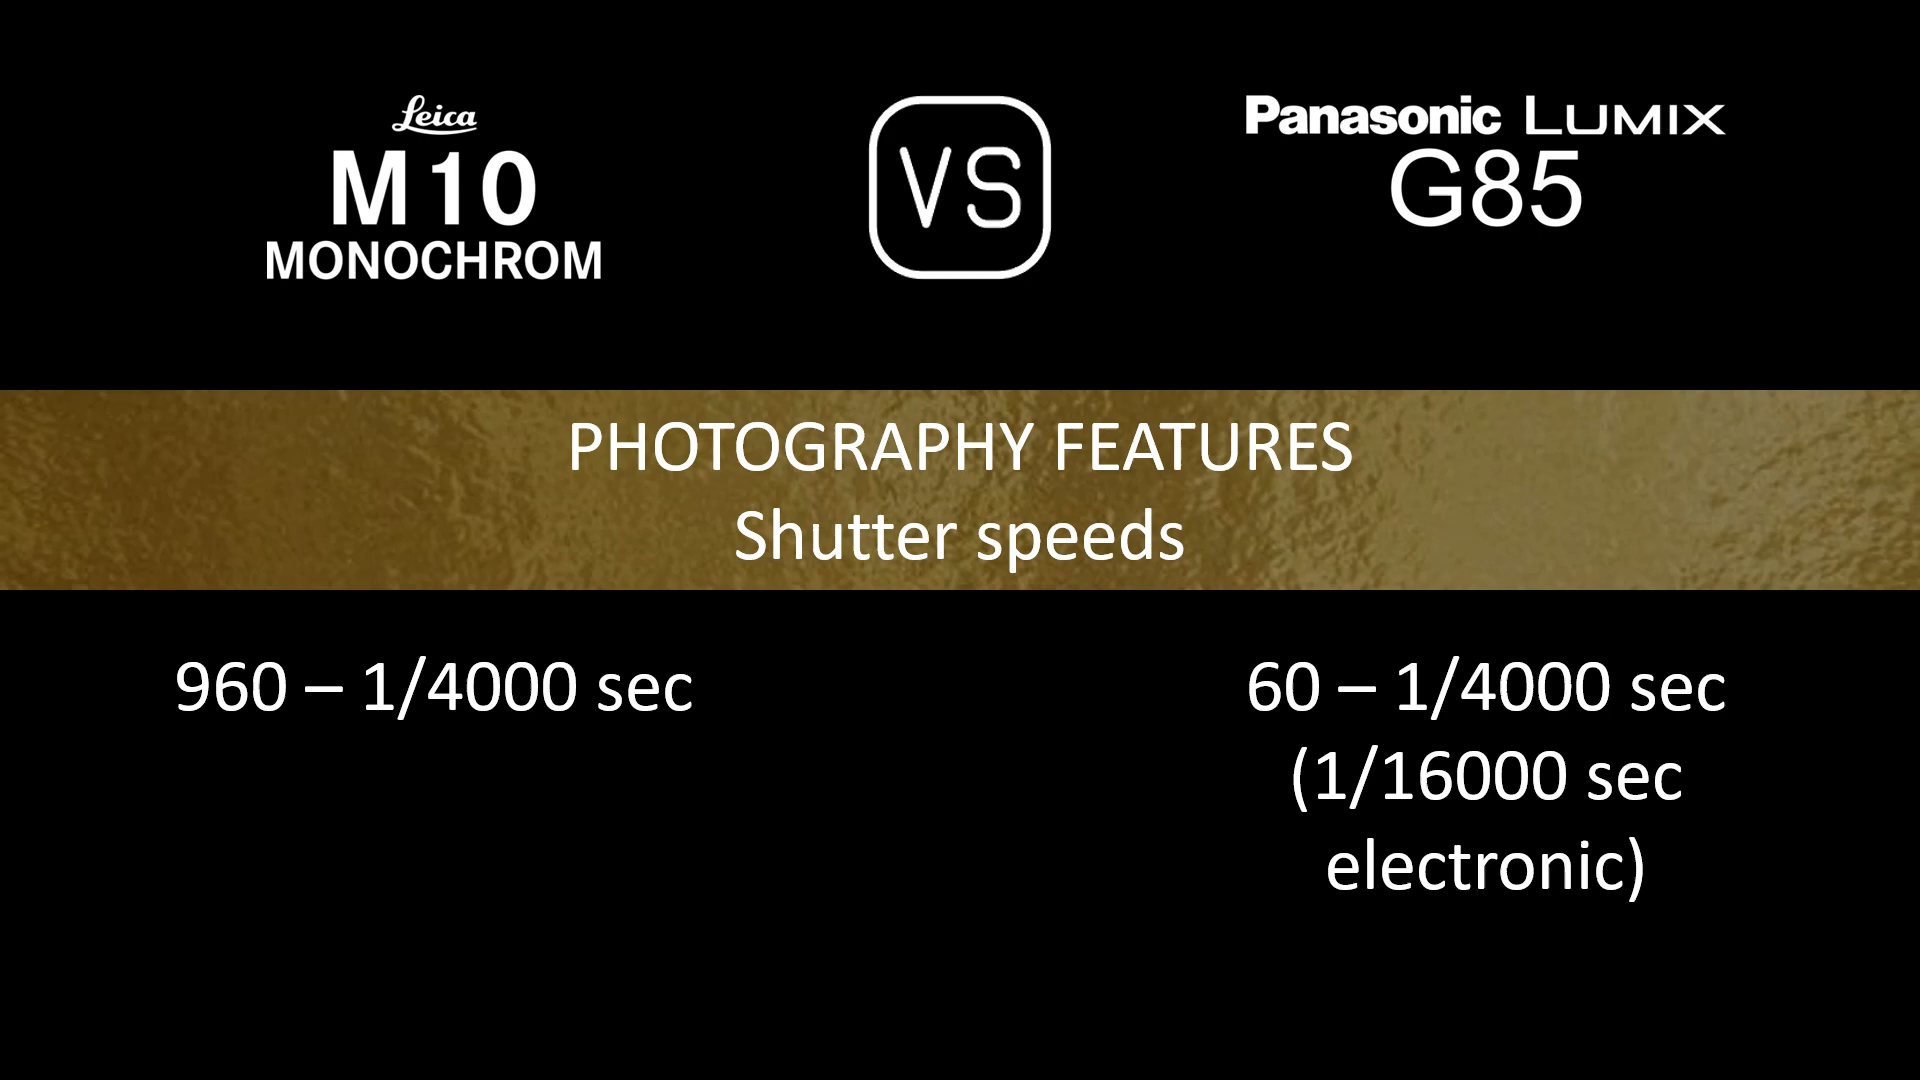 Leica
M10
MONOCHROM
VS
Panasonic LUMIX
G85
PHOTOGRAPHY FEATURES
Shutter speeds
960 – 1/4000 sec
60 – 1/4000 sec
(1/16000 sec
electronic)